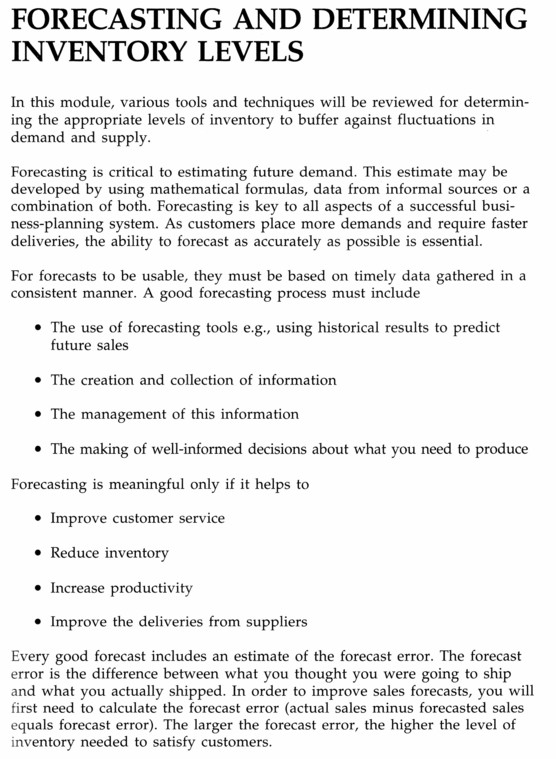 FORECASTING AND DETERMINING
INVENTORY LEVELS
In this module, various tools and techniques will be reviewed for determin-
ing the appropriate levels of inventory to buffer against fluctuations in
demand and supply.
Forecasting is critical to estimating future demand. This estimate may be
developed by using mathematical formulas, data from informal sources or a
combination of both. Forecasting is key to all aspects of a successful busi-
ness-planning system. As customers place more demands and require faster
deliveries, the ability to forecast as accurately as possible is essential.
For forecasts to be usable, they must be based on timely data gathered in a
consistent manner. A good forecasting process must include
• The use of forecasting tools e.g., using historical results to predict
future sales
• The creation and collection of information
• The management of this information
• The making of well-informed decisions about what you need to produce
Forecasting is meaningful only if it helps to
• Improve customer service
• Reduce inventory
• Increase productivity
• Improve the deliveries from suppliers
Every good forecast includes an estimate of the forecast error. The forecast
error is the difference between what you thought you were going to ship
and what you actually shipped. In order to improve sales forecasts, you will
first need to calculate the forecast error (actual sales minus forecasted sales
equals forecast error). The larger the forecast error, the higher the level of
inventory needed to satisfy customers.